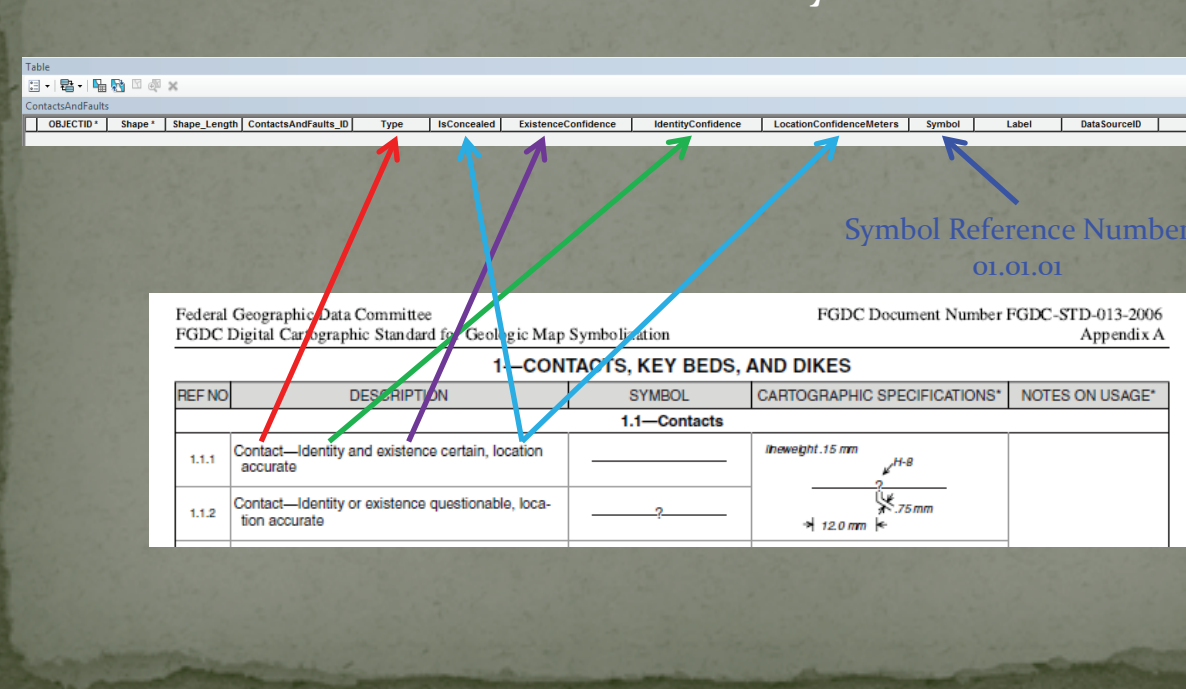 Table
ContactsAndFaults
OBJECTID * Shape * Shape_Length ContactsAndFaults_ID Type IsConcealed ExistenceConfidence IdentityConfidence LocationConfidenceMeters Symbol Label DataSourceID
Symbol Reference Number
01.01.01
Federal Geographic Data Committee
FGDC Document Number FGDC-STD-013-2006
FGDC Digital Cartographic Standard for Geologic Map Symbolization
Appendix A
1—CONTACTS, KEY BEDS, AND DIKES
REF NO DESCRIPTION SYMBOL CARTOGRAPHIC SPECIFICATIONS* NOTES ON USAGE*
1.1—Contacts
1.1.1 Contact—Identity and existence certain, location
accurate
lineweight .15 mm
H-8
?
.75 mm
12.0 mm
1.1.2 Contact—Identity or existence questionable, loca-
tion accurate
?